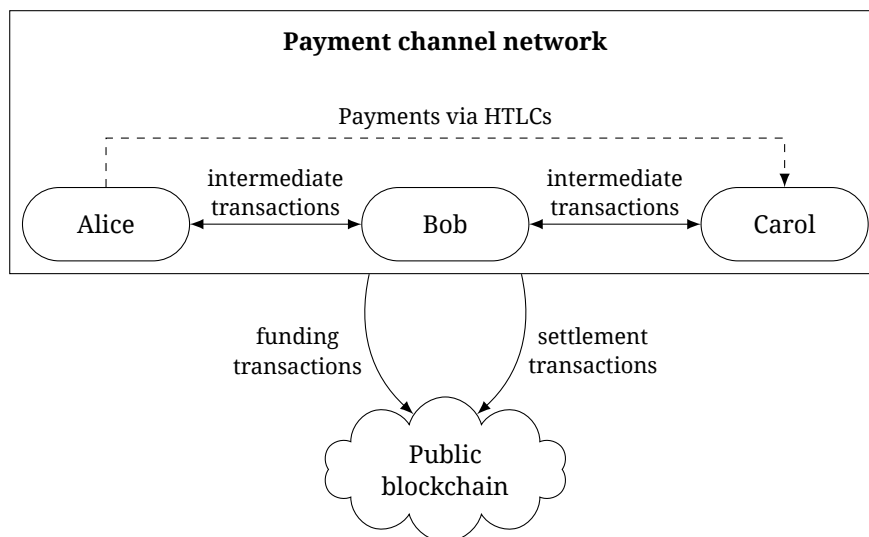 Payment channel network
Payments via HTLCs
intermediate
transactions
intermediate
transactions
Alice
Bob
Carol
funding
transactions
settlement
transactions
Public
blockchain